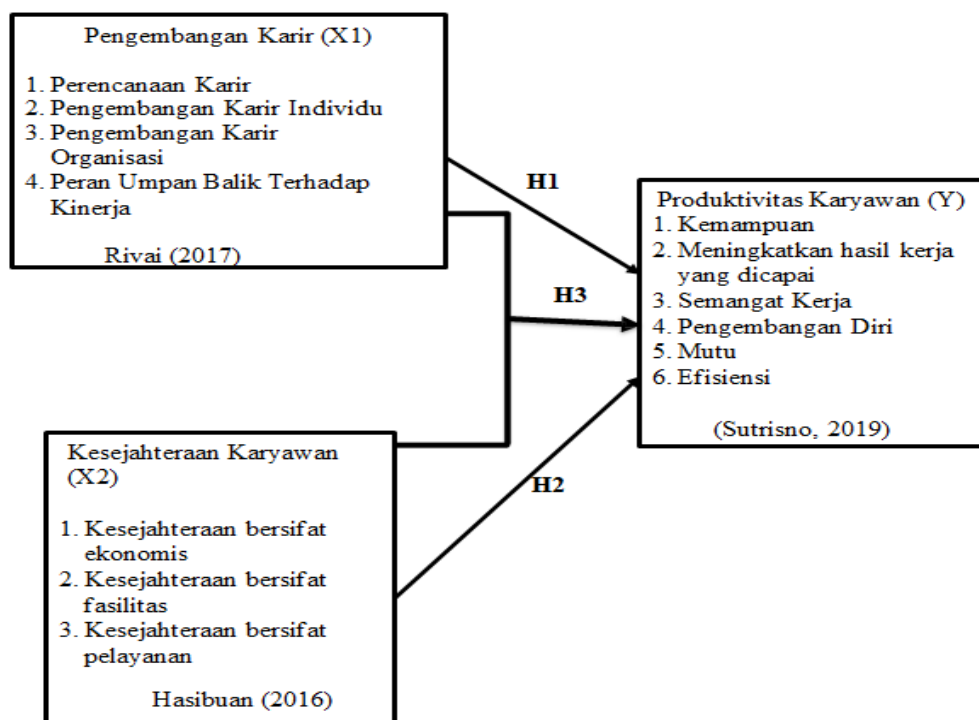 Pengembangan Karir (X1)
1. Perencanaan Karir
2. Pengembangan Karir Individu
3. Pengembangan Karir
Organisasi
4. Peran Umpan Balik Terhadap
Kinerja
Rivai (2017)
H1
H3
H2
Produktivitas Karyawan (Y)
1. Kemampuan
2. Meningkatkan hasil kerja
yang dicapai
3. Semangat Kerja
4. Pengembangan Diri
5. Mutu
6. Efisiensi
(Sutrisno, 2019)
Kesejahteraan Karyawan
(X2)
1. Kesejahteraan bersifat
ekonomis
2. Kesejahteraan bersifat
fasilitas
3. Kesejahteraan bersifat
pelayanan
Hasibuan (2016)